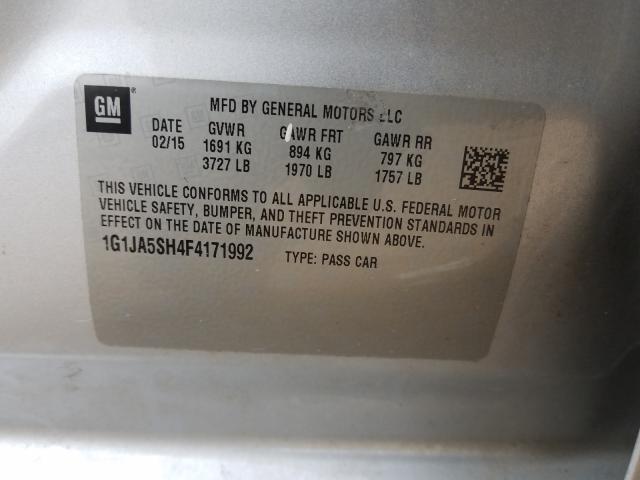 GM ®
MFD BY GENERAL MOTORS LLC
DATE GVWR GAWR FRT GAWR RR
02/15 1691 KG 894 KG 797 KG
3727 LB 1970 LB 1757 LB
THIS VEHICLE CONFORMS TO ALL APPLICABLE U.S. FEDERAL MOTOR
VEHICLE SAFETY, BUMPER, AND THEFT PREVENTION STANDARDS IN
EFFECT ON THE DATE OF MANUFACTURE SHOWN ABOVE.
1G1JA5SH4F4171992 TYPE: PASS CAR